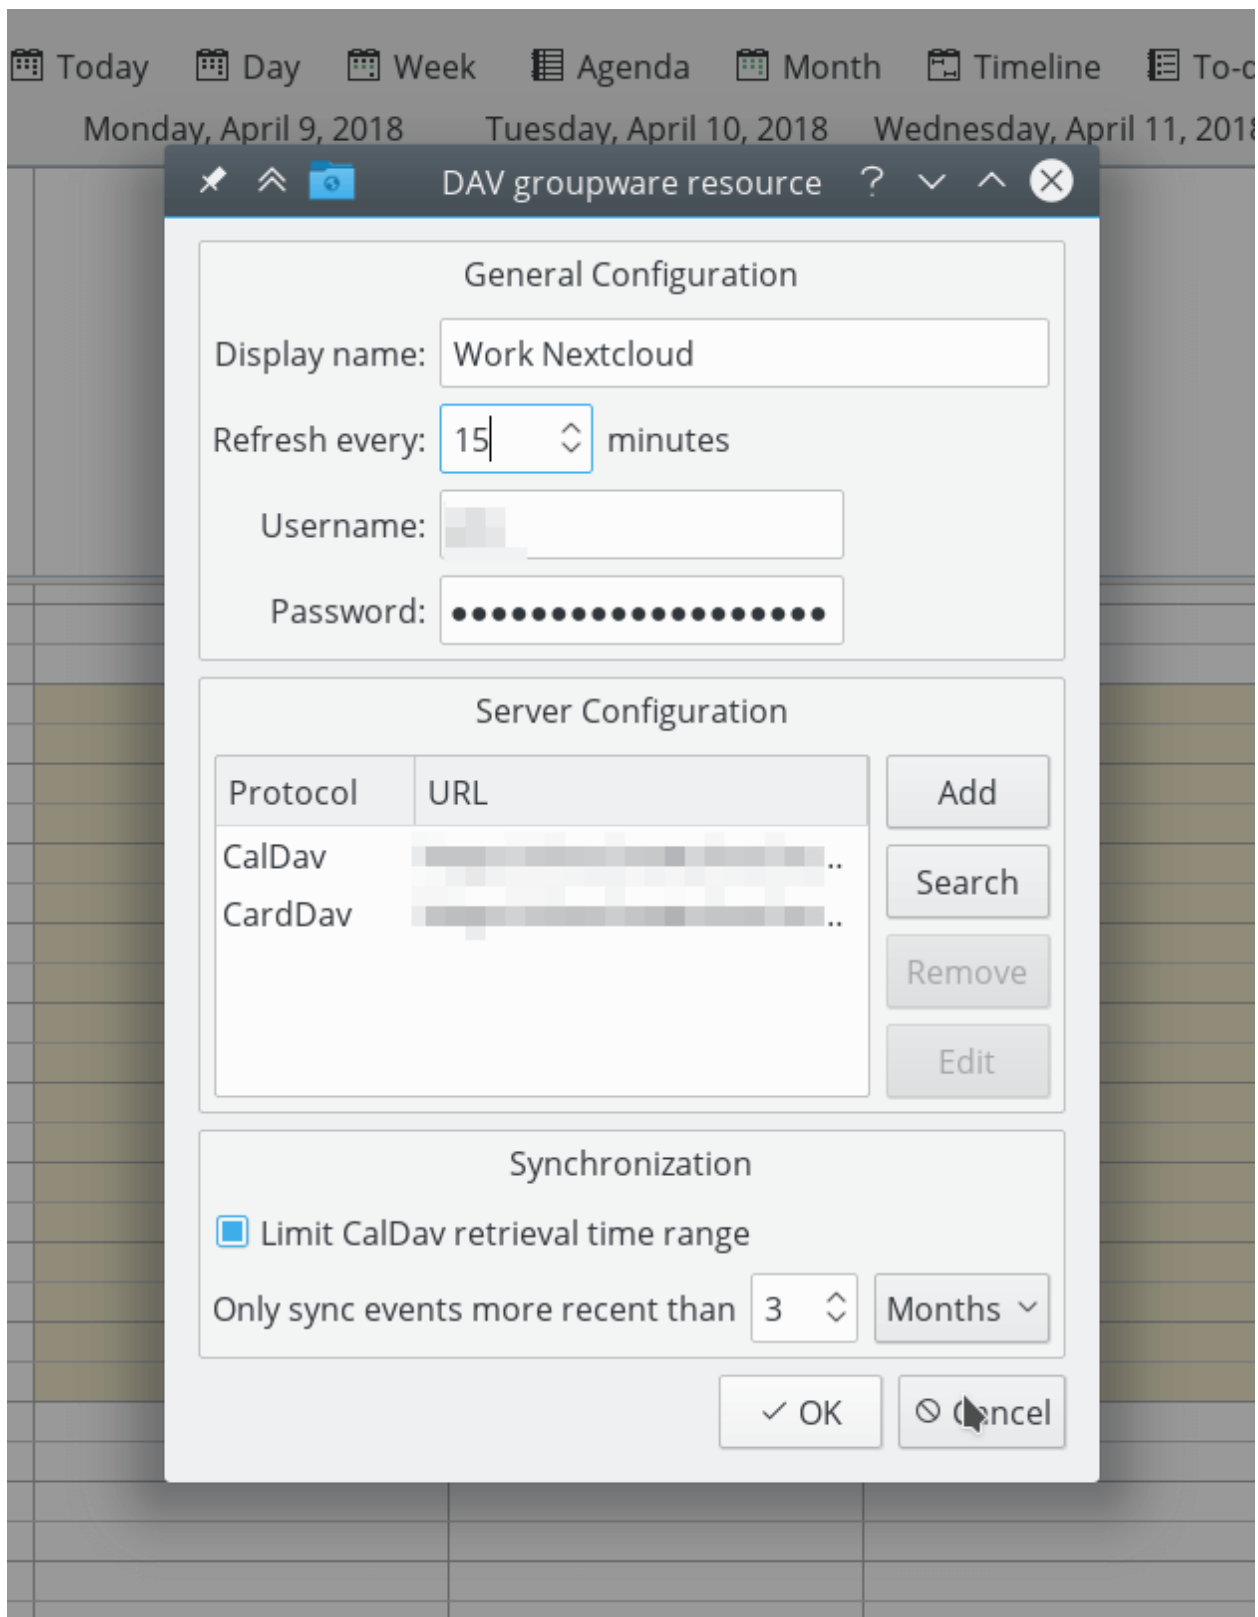 Today Day Week Agenda Month Timeline
Monday, April 9, 2018 Tuesday, April 10, 2018 Wednesday, April 11, 2018
DAV groupware resource
General Configuration
Display name: Work Nextcloud
Refresh every: 15 minutes
Username:
Password: ●●●●●●●●●●●●●●●●●●●
Server Configuration
Protocol URL Add
CalDav ..
Search
CardDav ..
Remove
Edit
Synchronization
Limit CalDav retrieval time range
Only sync events more recent than 3 Months
OK Cancel